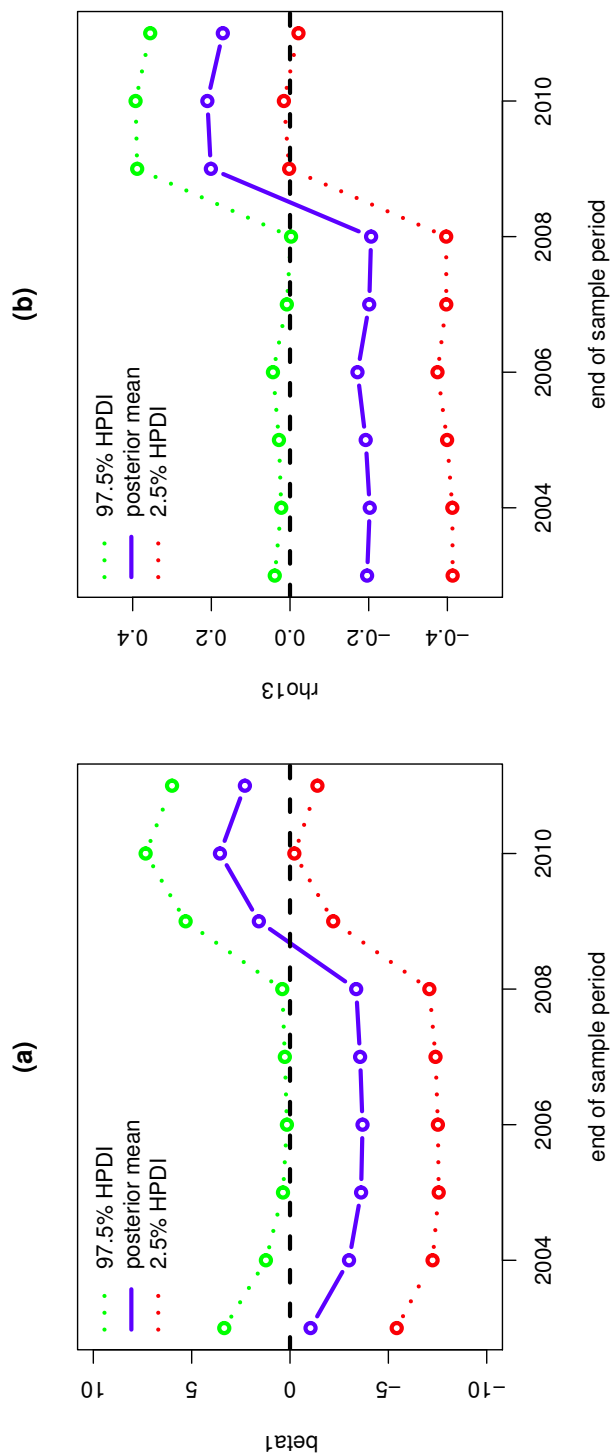 (a)
97.5% HPDI
posterior mean
2.5% HPDI
beta1
10
5
0
−5
−10
2004
2006
2008
2010
end of sample period
(b)
97.5% HPDI
posterior mean
2.5% HPDI
rho13
0.4
0.2
0.0
−0.2
−0.4
2004
2006
2008
2010
end of sample period